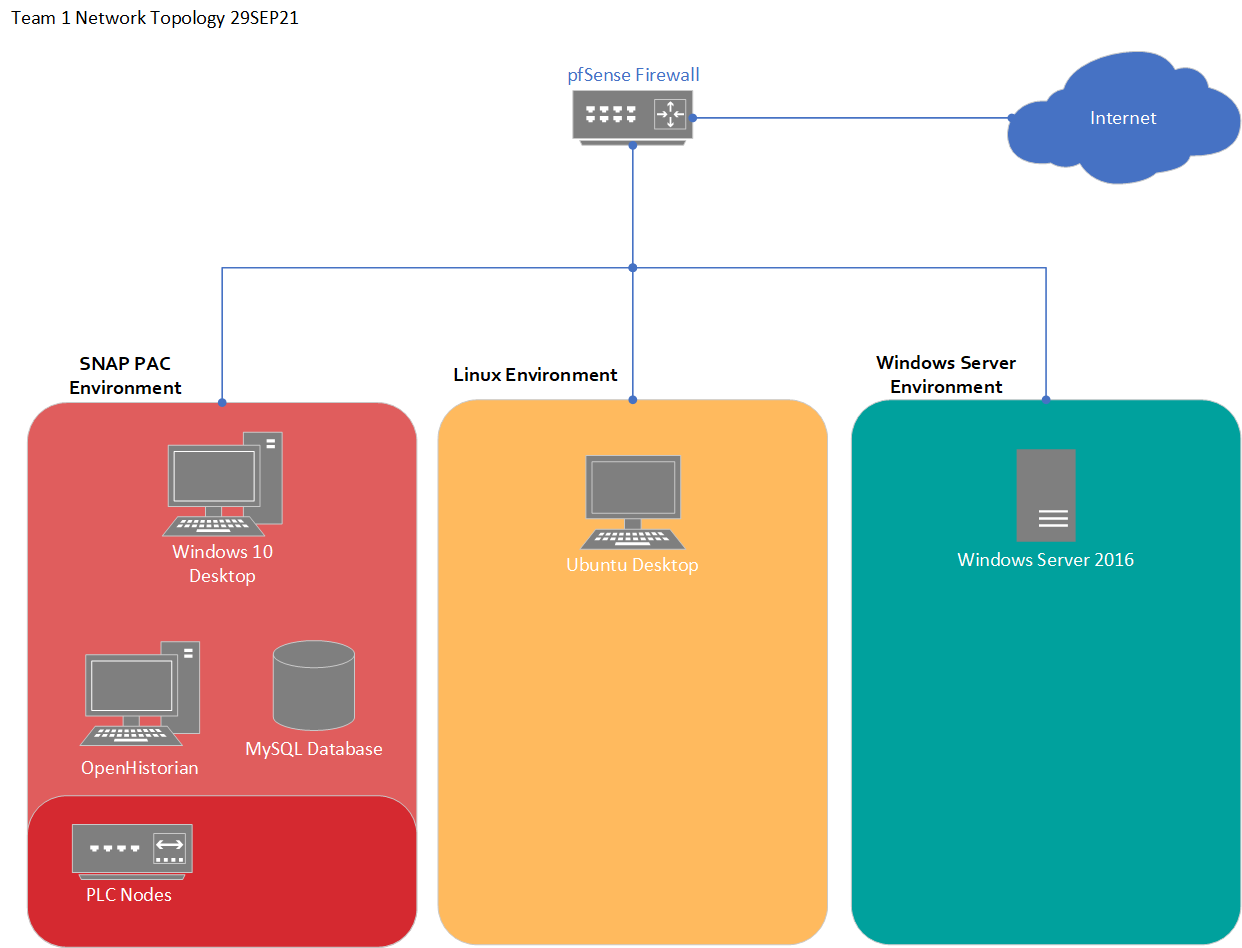 Team 1 Network Topology 29SEP21
pfSense Firewall
Internet
SNAP PAC
Environment
Linux Environment
Windows Server
Environment
Windows 10
Desktop
Ubuntu Desktop
Windows Server 2016
OpenHistorian
MySQL Database
PLC Nodes